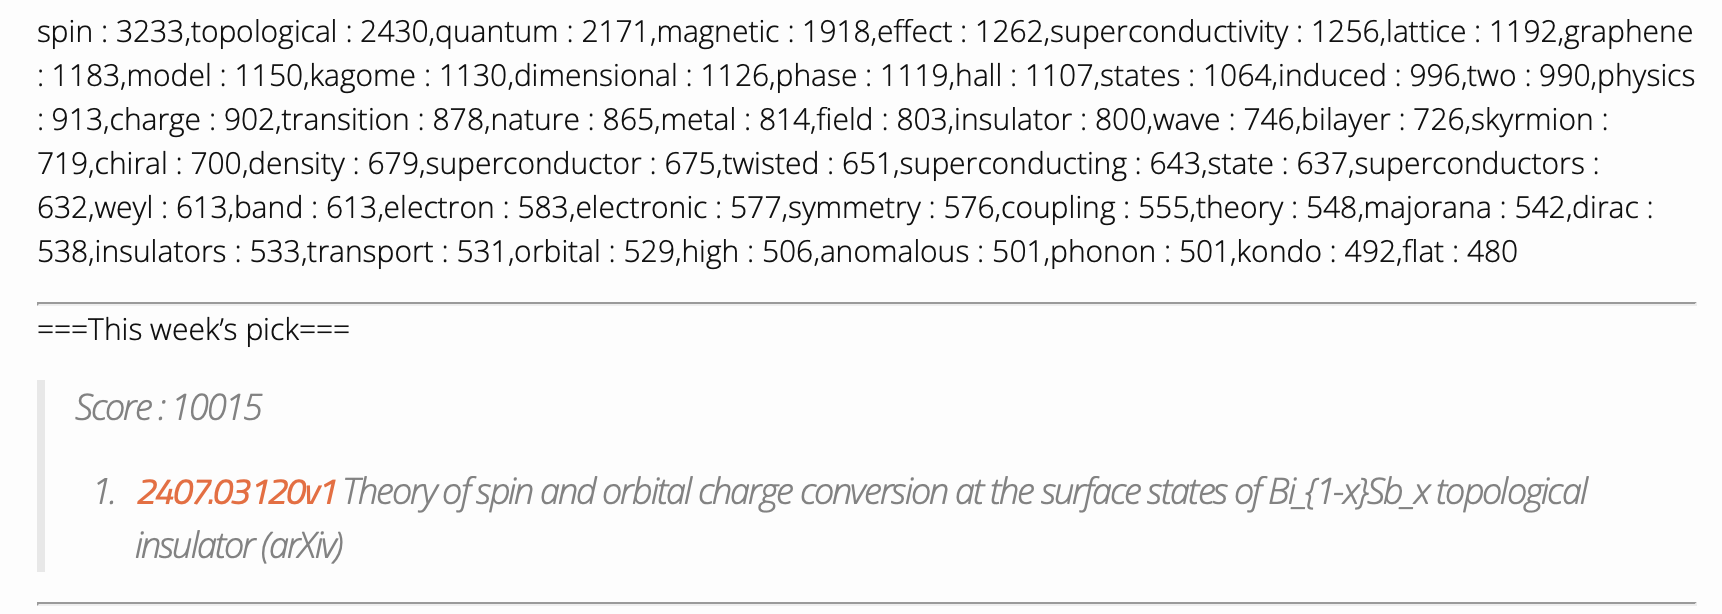 spin : 3233,topological : 2430,quantum : 2171,magnetic : 1918,effect : 1262,superconductivity : 1256,lattice : 1192,graphene
: 1183,model : 1150,kagome : 1130,dimensional : 1126,phase : 1119,hall : 1107,states : 1064,induced : 996,two : 990,physics
: 913,charge : 902,transition : 878,nature : 865,metal : 814,field : 803,insulator : 800,wave : 746,bilayer : 726,skyrmion :
719,chiral : 700,density : 679,superconductor : 675,twisted : 651,superconducting : 643,state : 637,superconductors :
632,weyl : 613,band : 613,electron : 583,electronic : 577,symmetry : 576,coupling : 555,theory : 548,majorana : 542,dirac :
538,insulators : 533,transport : 531,orbital : 529,high : 506,anomalous : 501,phonon : 501,kondo : 492,flat : 480
===This week’s pick===
Score : 10015
1. 2407.03120v1 Theory of spin and orbital charge conversion at the surface states of Bi_{1-x}Sb_x topological
insulator (arXiv)